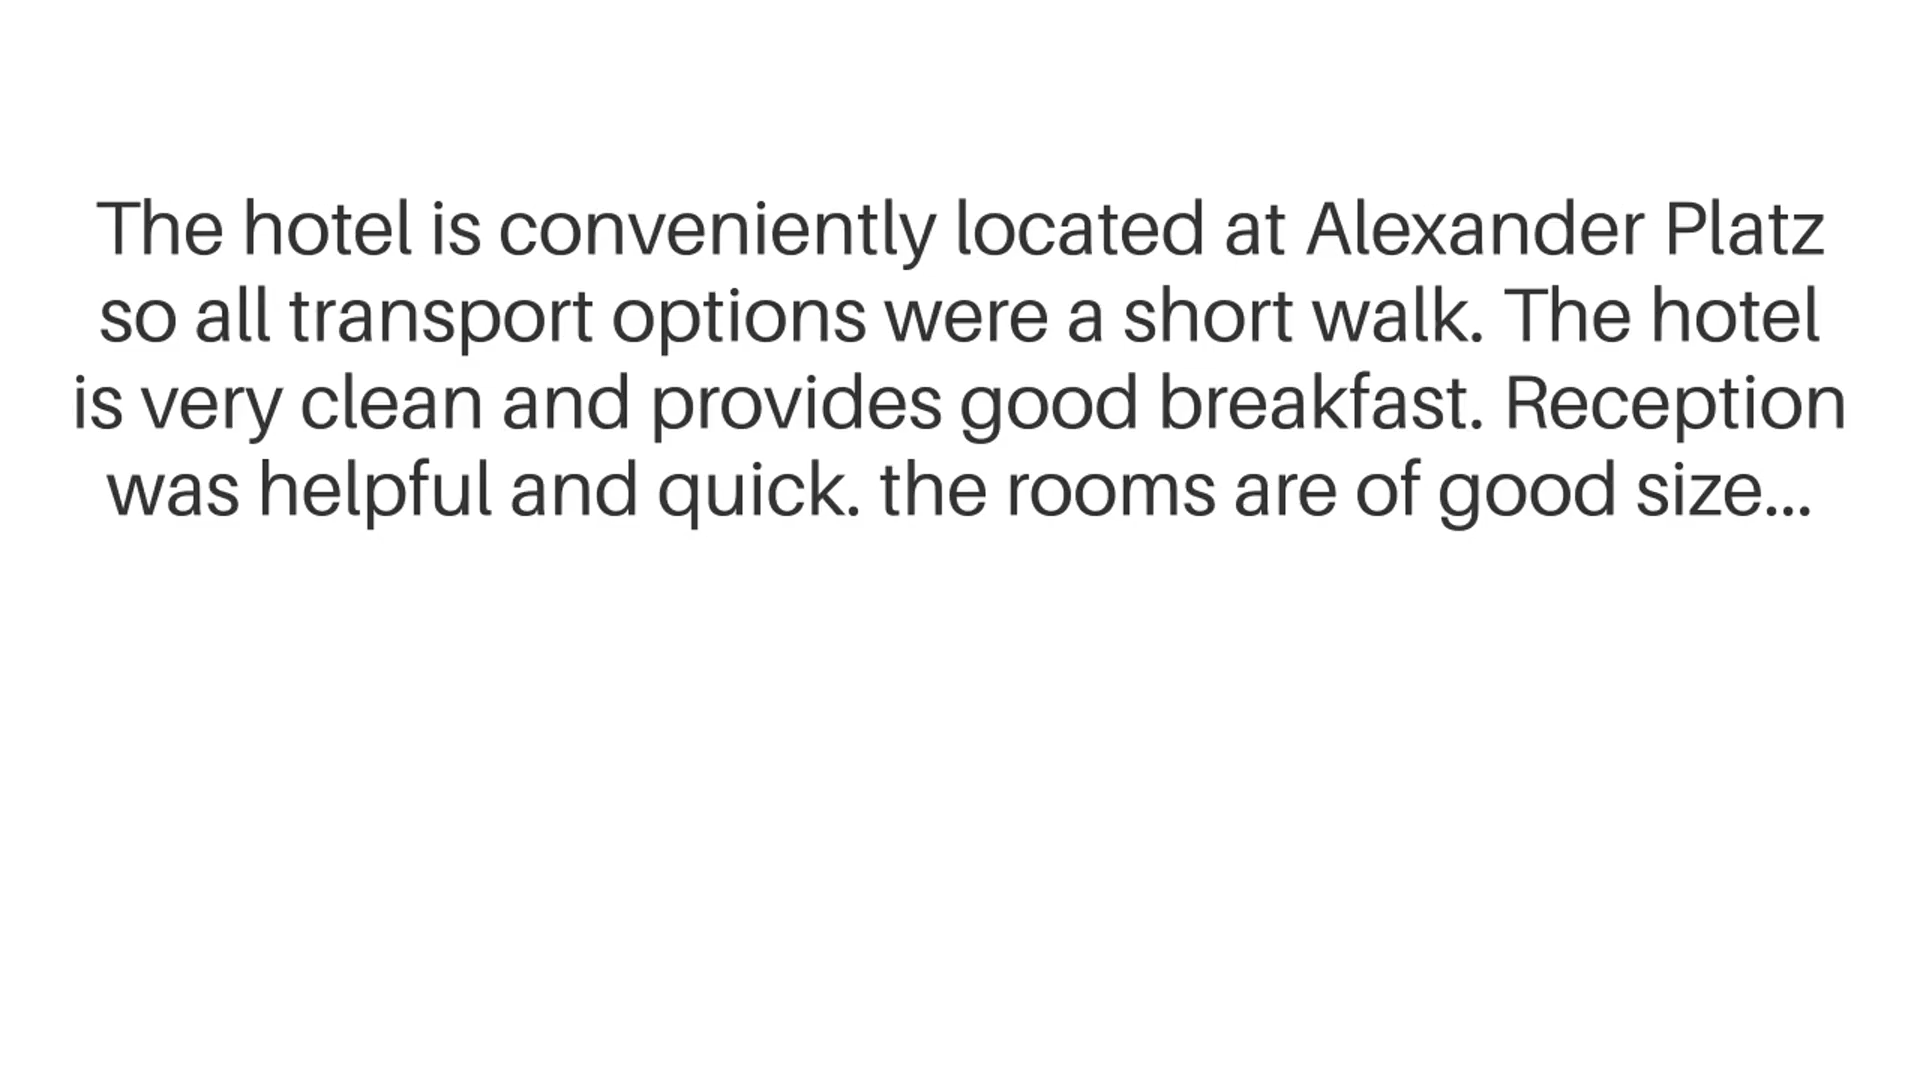 The hotel is conveniently located at Alexander Platz
so all transport options were a short walk. The hotel
is very clean and provides good breakfast. Reception
was helpful and quick. the rooms are of good size...